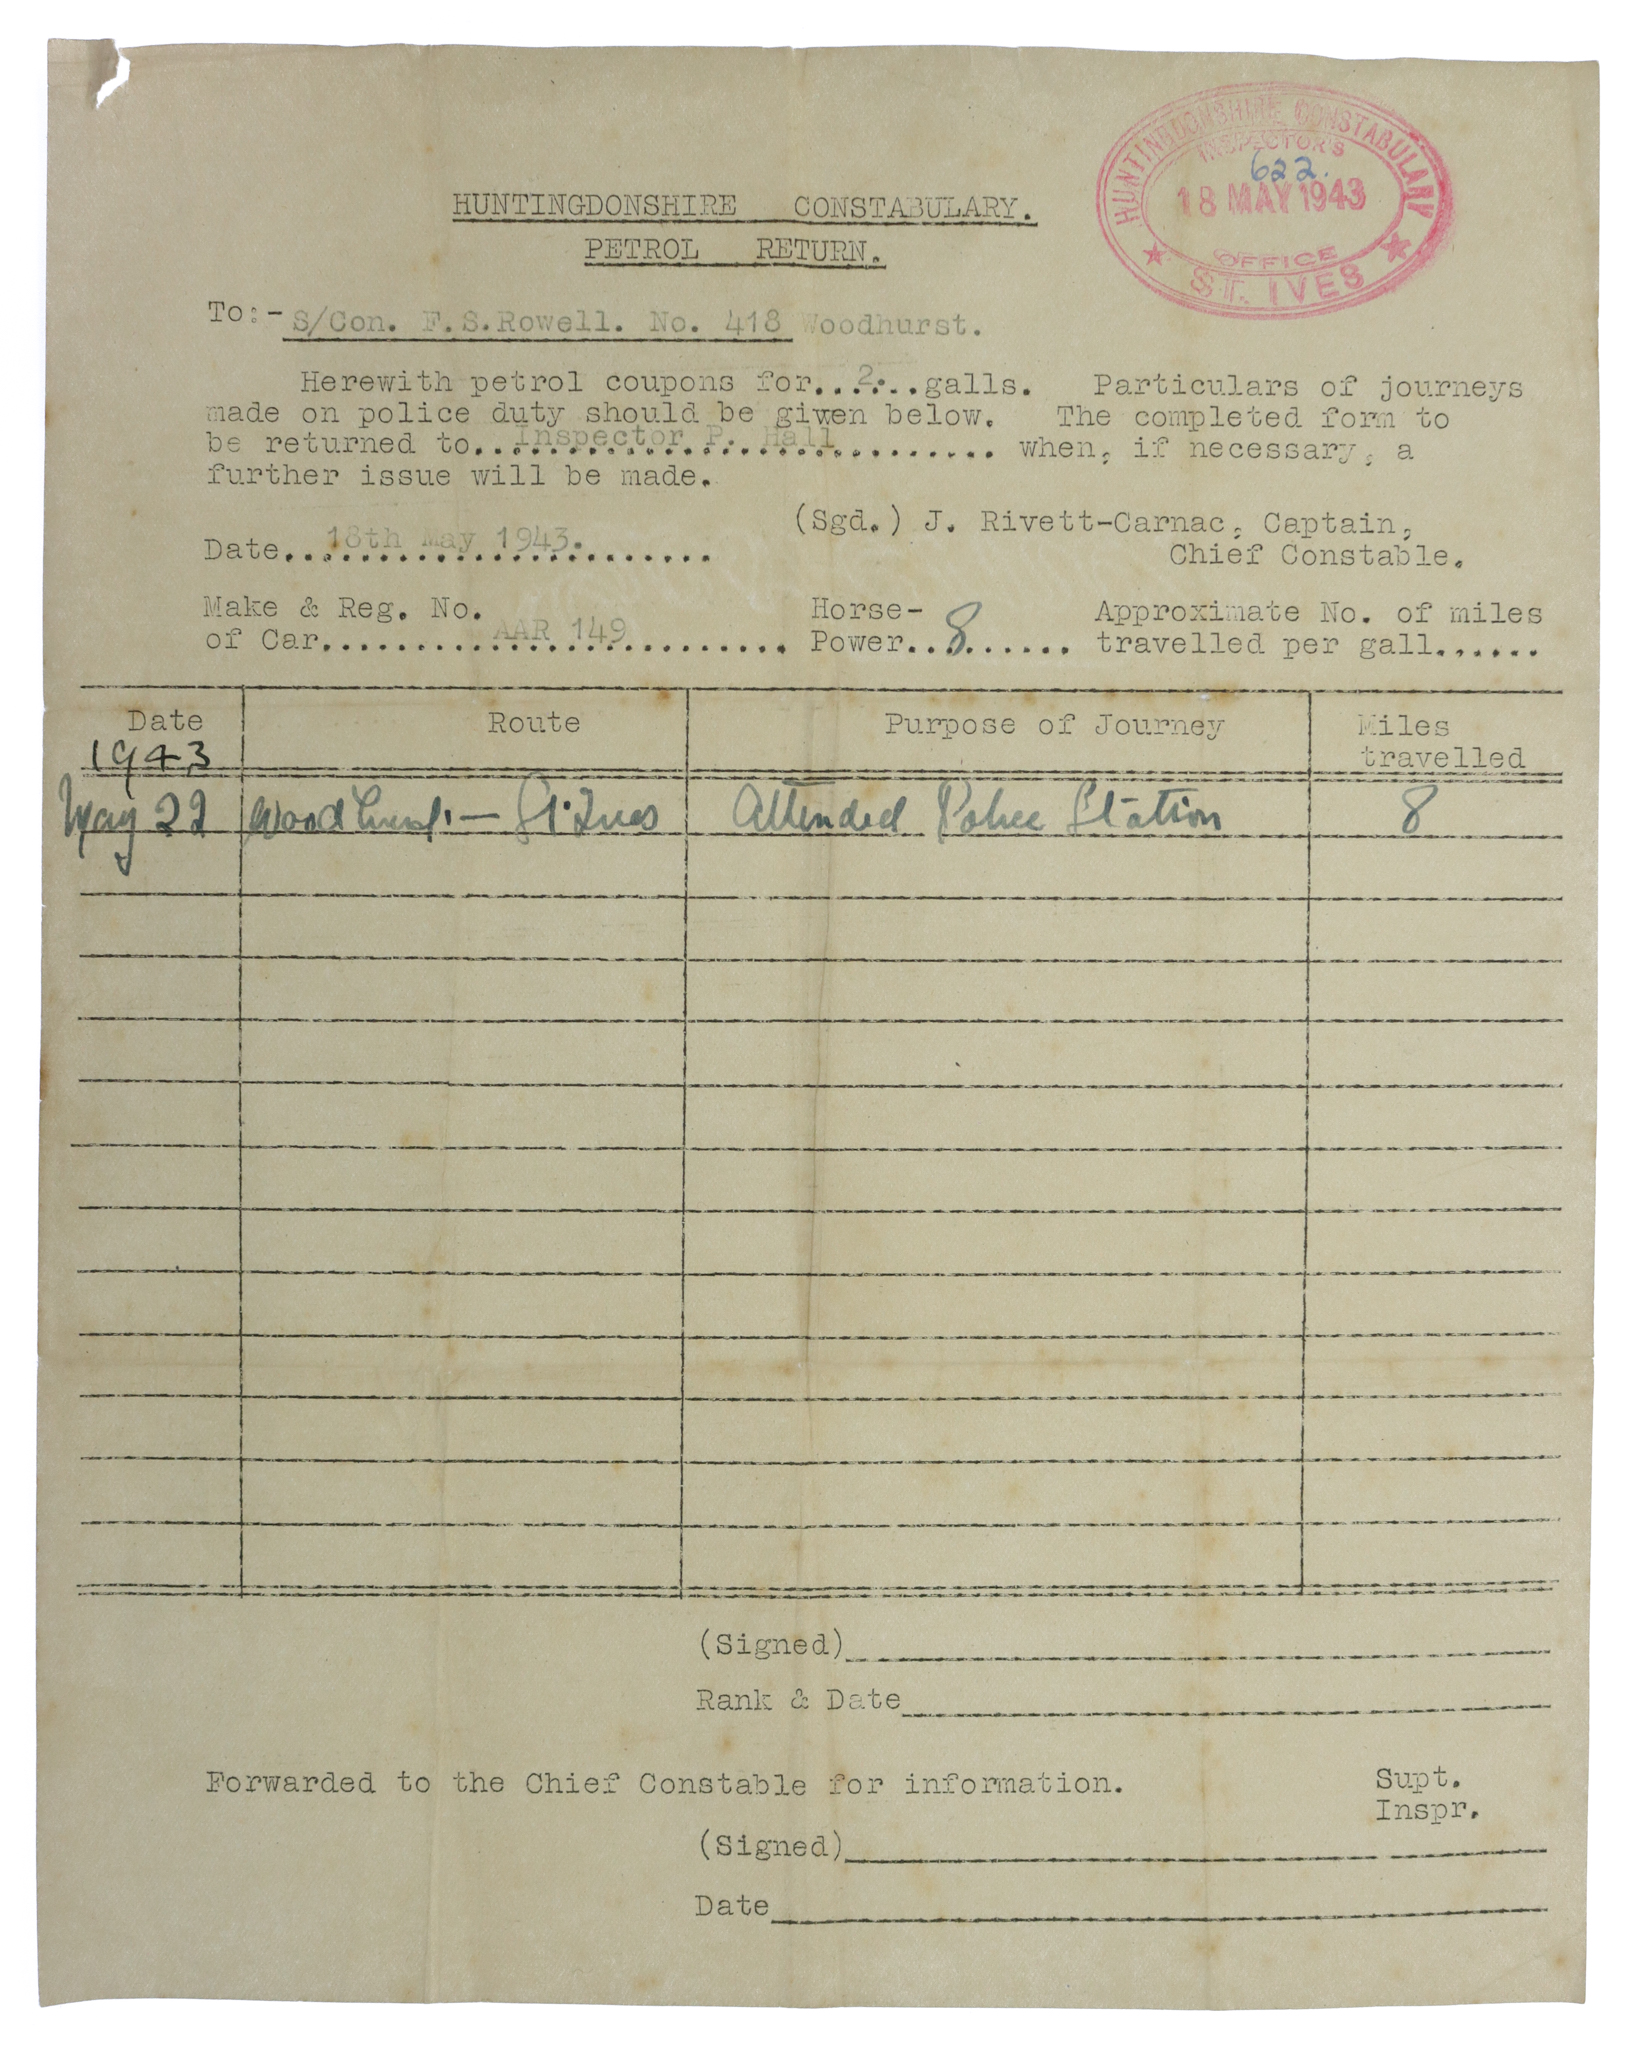 HUNTINGDONSHIRE CONSTABULARY
INSPECTOR'S
622.
18 MAY 1943
OFFICE
ST. IVES
HUNTINGDONSHIRE CONSTABULARY.
PETROL RETURN.
To:- S/Con. F.S.Rowell. No. 418 Woodhurst.
Herewith petrol coupons for..2...galls. Particulars of journeys
made on police duty should be given below. The completed form to
be returned to..Inspector P. Hall.......... when, if necessary, a
further issue will be made.
(Sgd.) J. Rivett-Carnac, Captain,
Chief Constable.
Date...18th May 1943........
Make & Reg. No. Horse- Approximate No. of miles
of Car.........AAR 149......... Power..8...... travelled per gall......
Date Route Purpose of Journey Miles
1943 travelled
May 22 Woodhurst. — St. Ives Attended Police Station 8
(Signed)
Rank & Date
Forwarded to the Chief Constable for information. Supt.
Inspr.
(Signed)
Date